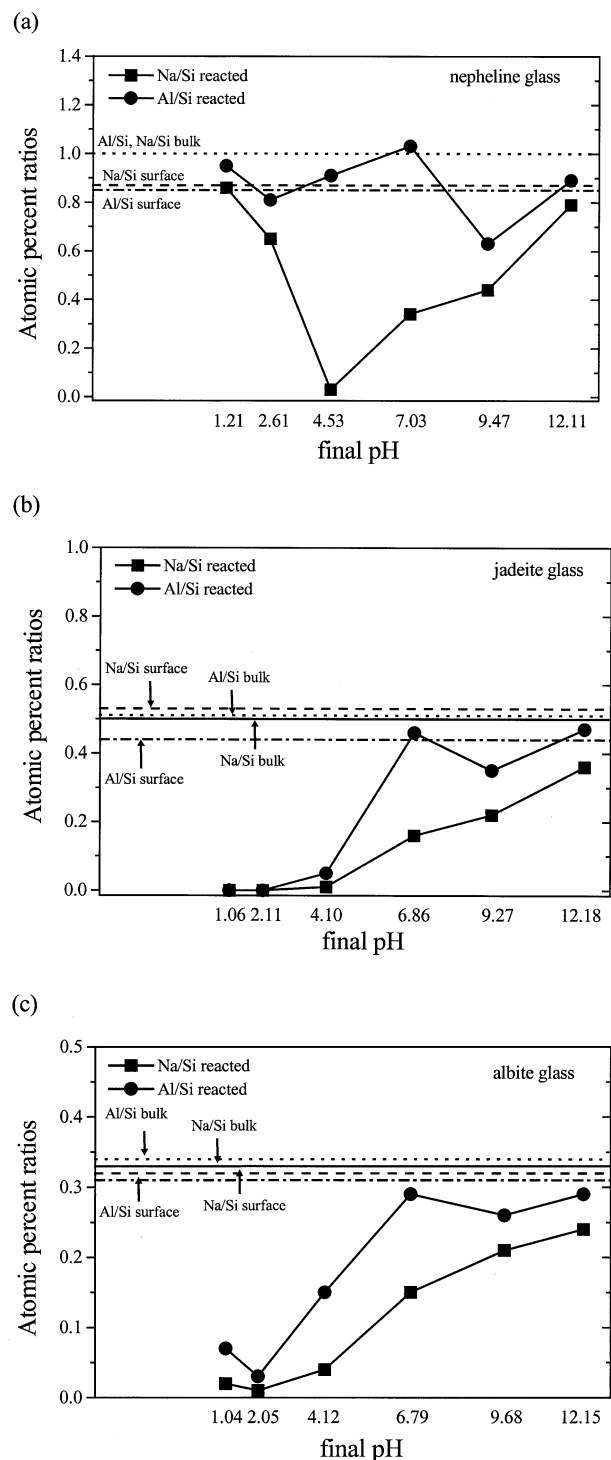 (a)
1.4
1.2
1.0
0.8
0.6
0.4
0.2
0.0
Atomic percent ratios
Na/Si reacted
Al/Si reacted
nepheline glass
Al/Si, Na/Si bulk
Na/Si surface
Al/Si surface
1.21 2.61 4.53 7.03 9.47 12.11
final pH
(b)
1.0
0.8
0.6
0.4
0.2
0.0
Atomic percent ratios
Na/Si reacted
Al/Si reacted
jadeite glass
Na/Si surface
Al/Si bulk
Al/Si surface
Na/Si bulk
1.06 2.11 4.10 6.86 9.27 12.18
final pH
(c)
0.5
0.4
0.3
0.2
0.1
0.0
Atomic percent ratios
Na/Si reacted
Al/Si reacted
albite glass
Al/Si bulk
Na/Si bulk
Al/Si surface
Na/Si surface
1.04 2.05 4.12 6.79 9.68 12.15
final pH